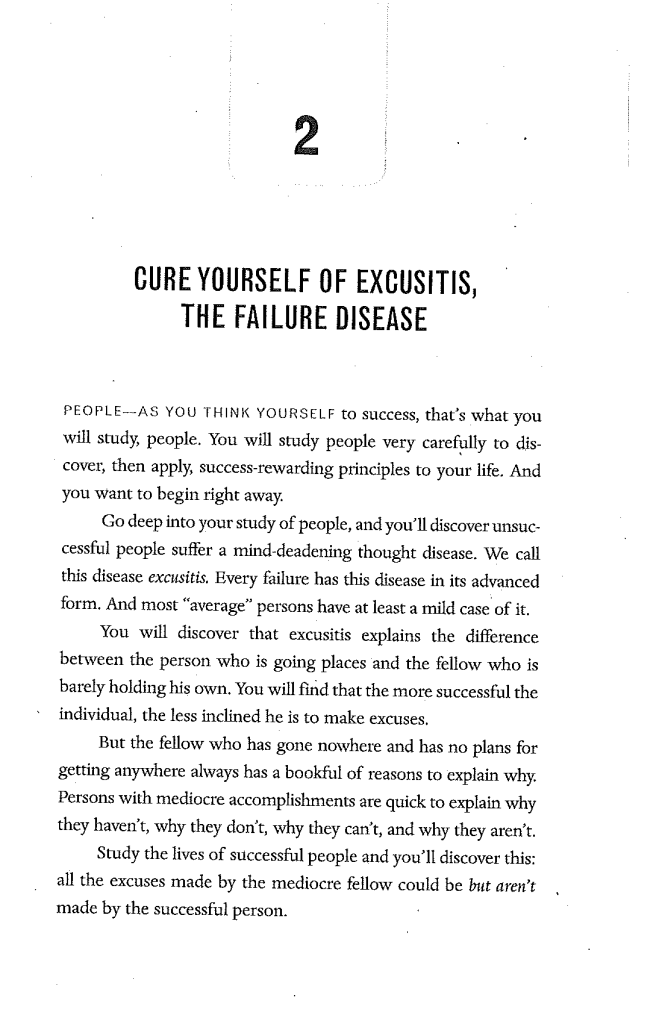 2
CURE YOURSELF OF EXCUSITIS,
THE FAILURE DISEASE
PEOPLE—AS YOU THINK YOURSELF to success, that's what you
will study, people. You will study people very carefully to dis-
cover, then apply, success-rewarding principles to your life. And
you want to begin right away.
Go deep into your study of people, and you'll discover unsuc-
cessful people suffer a mind-deadening thought disease. We call
this disease excusitis. Every failure has this disease in its advanced
form. And most "average" persons have at least a mild case of it.
You will discover that excusitis explains the difference
between the person who is going places and the fellow who is
barely holding his own. You will find that the more successful the
individual, the less inclined he is to make excuses.
But the fellow who has gone nowhere and has no plans for
getting anywhere always has a bookful of reasons to explain why.
Persons with mediocre accomplishments are quick to explain why
they haven't, why they don't, why they can't, and why they aren't.
Study the lives of successful people and you'll discover this:
all the excuses made by the mediocre fellow could be but aren't
made by the successful person.